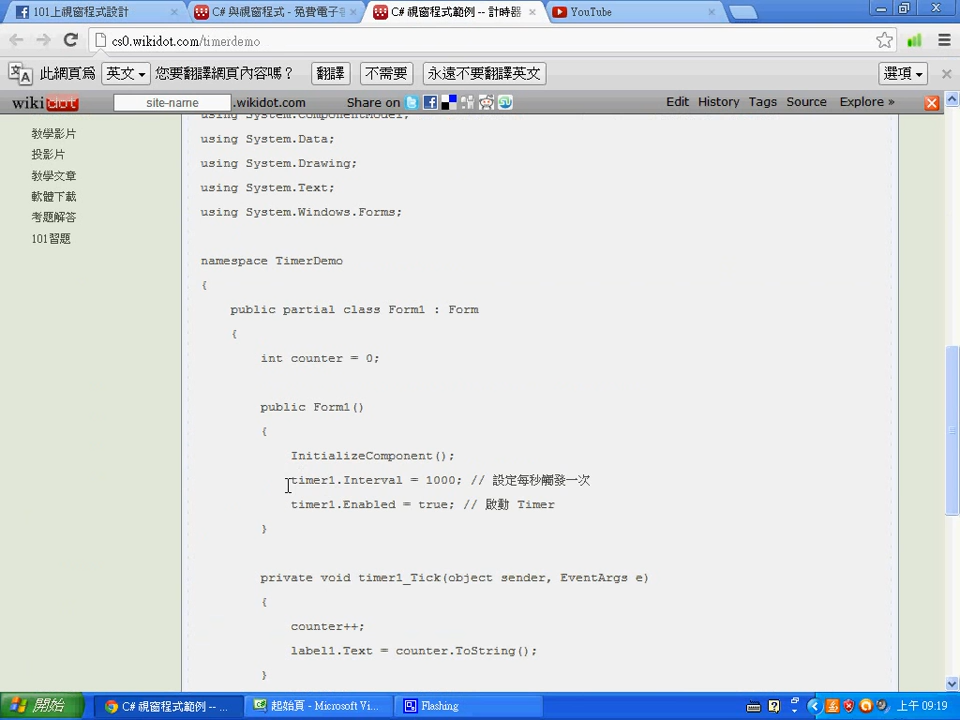 101上視窗程式設計
C# 與視窗程式 - 免費電子
C# 視窗程式範例 -- 計時器
YouTube
cs0.wikidot.com/timerdemo
此網頁為 英文 您要翻譯網頁內容嗎？ 翻譯 不需要 永遠不要翻譯英文 選項
wikidot site-name .wikidot.com Share on Edit History Tags Source Explore »
教學影片
投影片
教學文章
軟體下載
考題解答
101習題
using System.ComponentModel;
using System.Data;
using System.Drawing;
using System.Text;
using System.Windows.Forms;
namespace TimerDemo
{
public partial class Form1 : Form
{
int counter = 0;
public Form1()
{
InitializeComponent();
timer1.Interval = 1000; // 設定每秒觸發一次
timer1.Enabled = true; // 啟動 Timer
}
private void timer1_Tick(object sender, EventArgs e)
{
counter++;
label1.Text = counter.ToString();
}
開始 C# 視窗程式範例 -- ... 起始頁 - Microsoft Vi... Flashing 上午 09:19